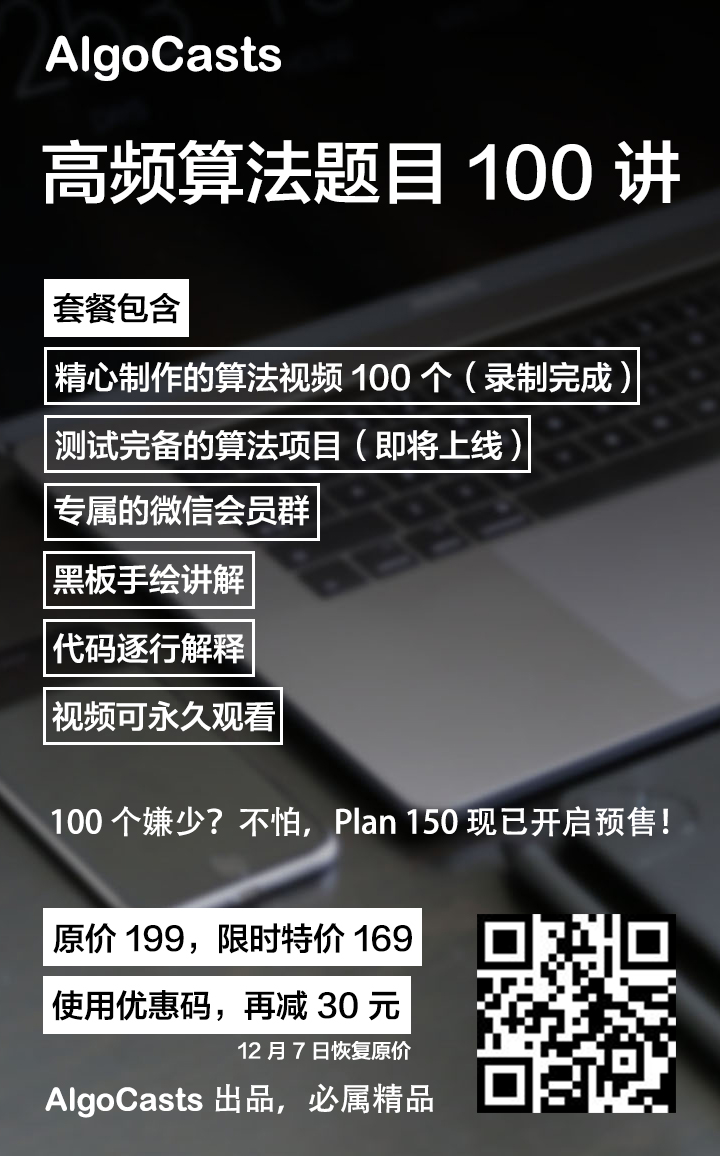 AlgoCasts
高频算法题目 100 讲
套餐包含
精心制作的算法视频 100 个（录制完成）
测试完备的算法项目（即将上线）
专属的微信会员群
黑板手绘讲解
代码逐行解释
视频可永久观看
100 个嫌少？不怕，Plan 150 现已开启预售！
原价 199，限时特价 169
使用优惠码，再减 30 元
12 月 7 日恢复原价
AlgoCasts 出品，必属精品